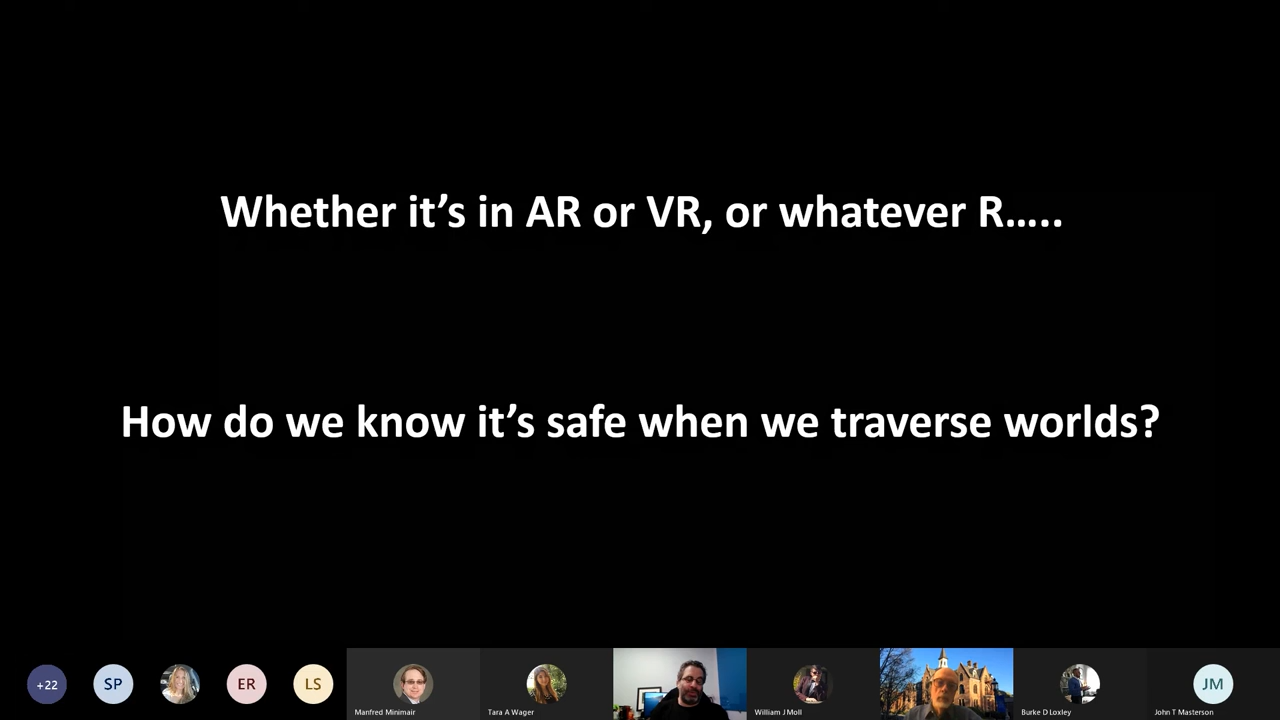 Whether it’s in AR or VR, or whatever R…..
How do we know it’s safe when we traverse worlds?
+22
SP
ER
LS
Manfred Minimair
Tara A Wager
William J Moll
Burke D Loxley
JM
John T Masterson